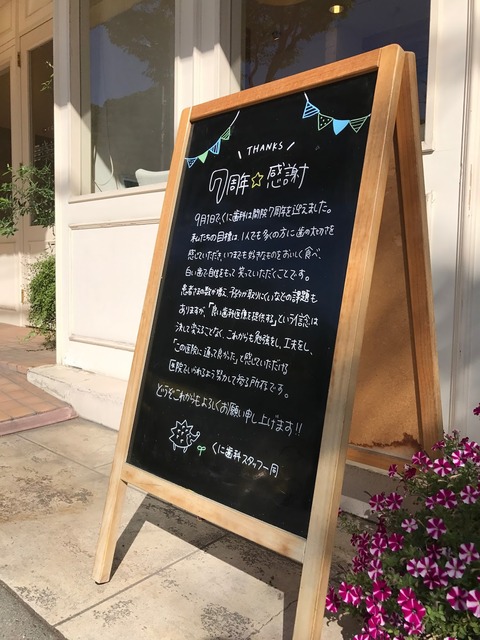 \ THANKS /
7周年☆感謝
9月1日で、くに歯科は開院7周年を迎えました。
私たちの目標は、1人でも多くの方に歯の大切さを
感じていただき、いつまでも好きなものをおいしく食べ、
白い歯で自信をもって笑っていただくことです。
患者さまの数が増え、予約が取りにくいなどの課題も
ありますが、「良い歯科医療を提供する」という信念は
決して変えることなく、これからも勉強をし、工夫をし、
「この医院に通って良かった」と感じていただける
医院でいられるよう努力して参る所存です。
どうぞこれからもよろしくお願い申し上げます!!
くに歯科スタッフ一同